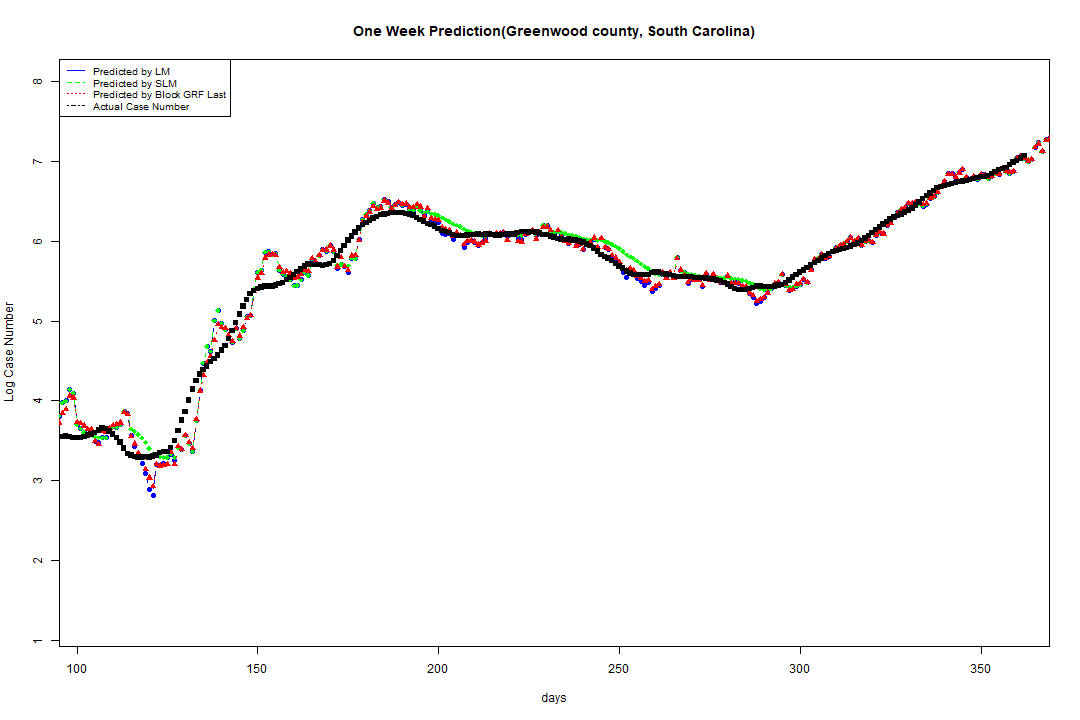 One Week Prediction(Greenwood county, South Carolina)
Predicted by LM
Predicted by SLM
Predicted by Block GRF Last
Actual Case Number
8
7
6
5
4
3
2
1
Log Case Number
100 150 200 250 300 350
days